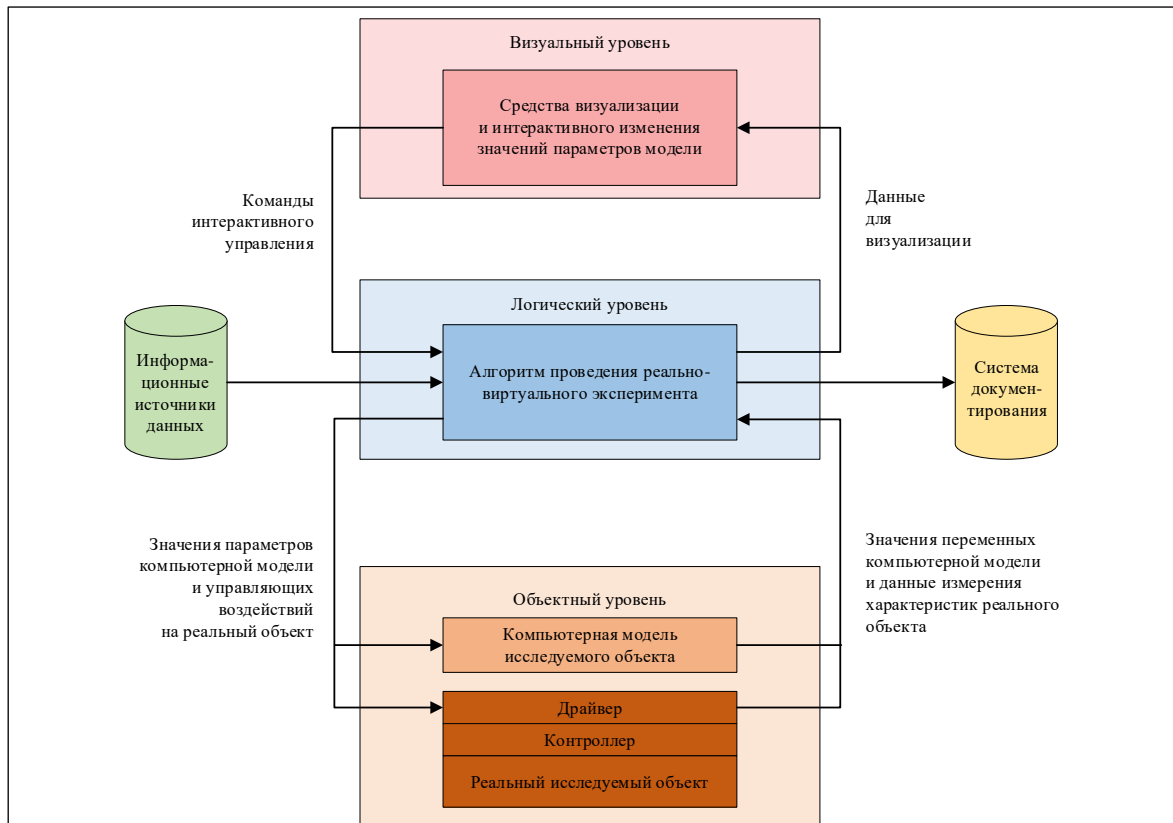 Визуальный уровень
Средства визуализации
и интерактивного изменения
значений параметров модели
Команды
интерактивного
управления
Данные
для
визуализации
Логический уровень
Информа-
ционные
источники
данных
Алгоритм проведения реально-
виртуального эксперимента
Система
докумен-
тирования
Значения параметров
компьютерной модели
и управляющих
воздействий
на реальный объект
Значения переменных
компьютерной модели
и данные измерения
характеристик реального
объекта
Объектный уровень
Компьютерная модель
исследуемого объекта
Драйвер
Контроллер
Реальный исследуемый объект